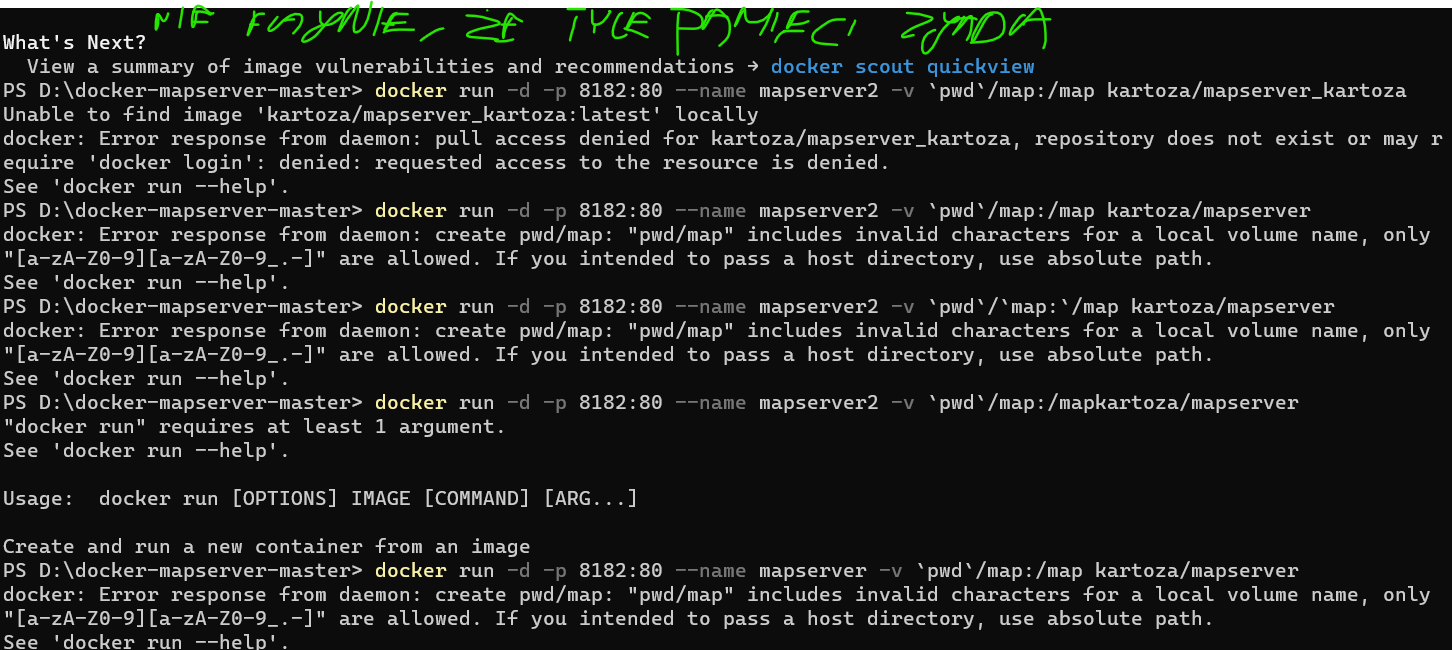 NIE FAJNIE, ŻE TYLE PAMIECI
What's Next?
  View a summary of image vulnerabilities and recommendations → docker scout quickview
PS D:\docker-mapserver-master> docker run -d -p 8182:80 --name mapserver2 -v `pwd`/map:/map kartoza/mapserver_kartoza
Unable to find image 'kartoza/mapserver_kartoza:latest' locally
docker: Error response from daemon: pull access denied for kartoza/mapserver_kartoza, repository does not exist or may r
equire 'docker login': denied: requested access to the resource is denied.
See 'docker run --help'.
PS D:\docker-mapserver-master> docker run -d -p 8182:80 --name mapserver2 -v `pwd`/map:/map kartoza/mapserver
docker: Error response from daemon: create pwd/map: "pwd/map" includes invalid characters for a local volume name, only
"[a-zA-Z0-9][a-zA-Z0-9_.-]" are allowed. If you intended to pass a host directory, use absolute path.
See 'docker run --help'.
PS D:\docker-mapserver-master> docker run -d -p 8182:80 --name mapserver2 -v `pwd`/`map:`/map kartoza/mapserver
docker: Error response from daemon: create pwd/map: "pwd/map" includes invalid characters for a local volume name, only
"[a-zA-Z0-9][a-zA-Z0-9_.-]" are allowed. If you intended to pass a host directory, use absolute path.
See 'docker run --help'.
PS D:\docker-mapserver-master> docker run -d -p 8182:80 --name mapserver2 -v `pwd`/map:/mapkartoza/mapserver
"docker run" requires at least 1 argument.
See 'docker run --help'.
Usage:  docker run [OPTIONS] IMAGE [COMMAND] [ARG...]
Create and run a new container from an image
PS D:\docker-mapserver-master> docker run -d -p 8182:80 --name mapserver -v `pwd`/map:/map kartoza/mapserver
docker: Error response from daemon: create pwd/map: "pwd/map" includes invalid characters for a local volume name, only
"[a-zA-Z0-9][a-zA-Z0-9_.-]" are allowed. If you intended to pass a host directory, use absolute path.
See 'docker run --help'.